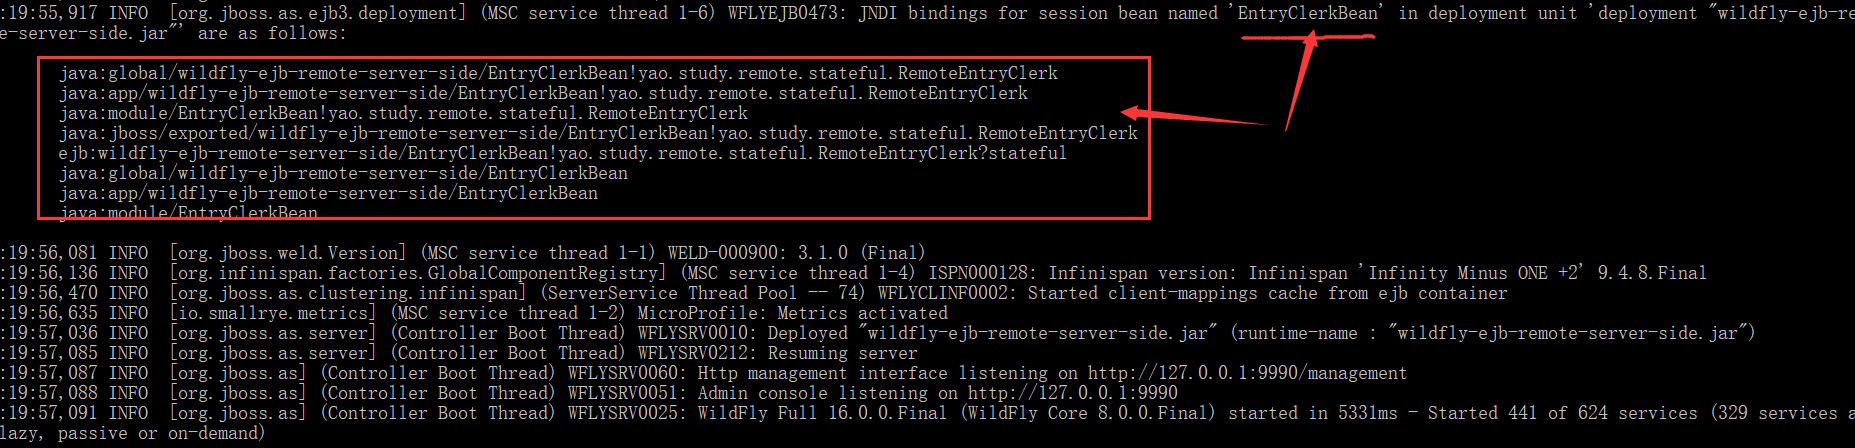 :19:55,917 INFO  [org.jboss.as.ejb3.deployment] (MSC service thread 1-6) WFLYEJB0473: JNDI bindings for session bean named 'EntryClerkBean' in deployment unit 'deployment "wildfly-ejb-re
e-server-side.jar"' are as follows:
java:global/wildfly-ejb-remote-server-side/EntryClerkBean!yao.study.remote.stateful.RemoteEntryClerk
java:app/wildfly-ejb-remote-server-side/EntryClerkBean!yao.study.remote.stateful.RemoteEntryClerk
java:module/EntryClerkBean!yao.study.remote.stateful.RemoteEntryClerk
java:jboss/exported/wildfly-ejb-remote-server-side/EntryClerkBean!yao.study.remote.stateful.RemoteEntryClerk
ejb:wildfly-ejb-remote-server-side/EntryClerkBean!yao.study.remote.stateful.RemoteEntryClerk?stateful
java:global/wildfly-ejb-remote-server-side/EntryClerkBean
java:app/wildfly-ejb-remote-server-side/EntryClerkBean
java:module/EntryClerkBean
:19:56,081 INFO  [org.jboss.weld.Version] (MSC service thread 1-1) WELD-000900: 3.1.0 (Final)
:19:56,136 INFO  [org.infinispan.factories.GlobalComponentRegistry] (MSC service thread 1-4) ISPN000128: Infinispan version: Infinispan 'Infinity Minus ONE +2' 9.4.8.Final
:19:56,470 INFO  [org.jboss.as.clustering.infinispan] (ServerService Thread Pool -- 74) WFLYCLINF0002: Started client-mappings cache from ejb container
:19:56,635 INFO  [io.smallrye.metrics] (MSC service thread 1-2) MicroProfile: Metrics activated
:19:57,036 INFO  [org.jboss.as.server] (Controller Boot Thread) WFLYSRV0010: Deployed "wildfly-ejb-remote-server-side.jar" (runtime-name : "wildfly-ejb-remote-server-side.jar")
:19:57,085 INFO  [org.jboss.as.server] (Controller Boot Thread) WFLYSRV0212: Resuming server
:19:57,087 INFO  [org.jboss.as] (Controller Boot Thread) WFLYSRV0060: Http management interface listening on http://127.0.0.1:9990/management
:19:57,088 INFO  [org.jboss.as] (Controller Boot Thread) WFLYSRV0051: Admin console listening on http://127.0.0.1:9990
:19:57,091 INFO  [org.jboss.as] (Controller Boot Thread) WFLYSRV0025: WildFly Full 16.0.0.Final (WildFly Core 8.0.0.Final) started in 5331ms - Started 441 of 624 services (329 services a
lazy, passive or on-demand)